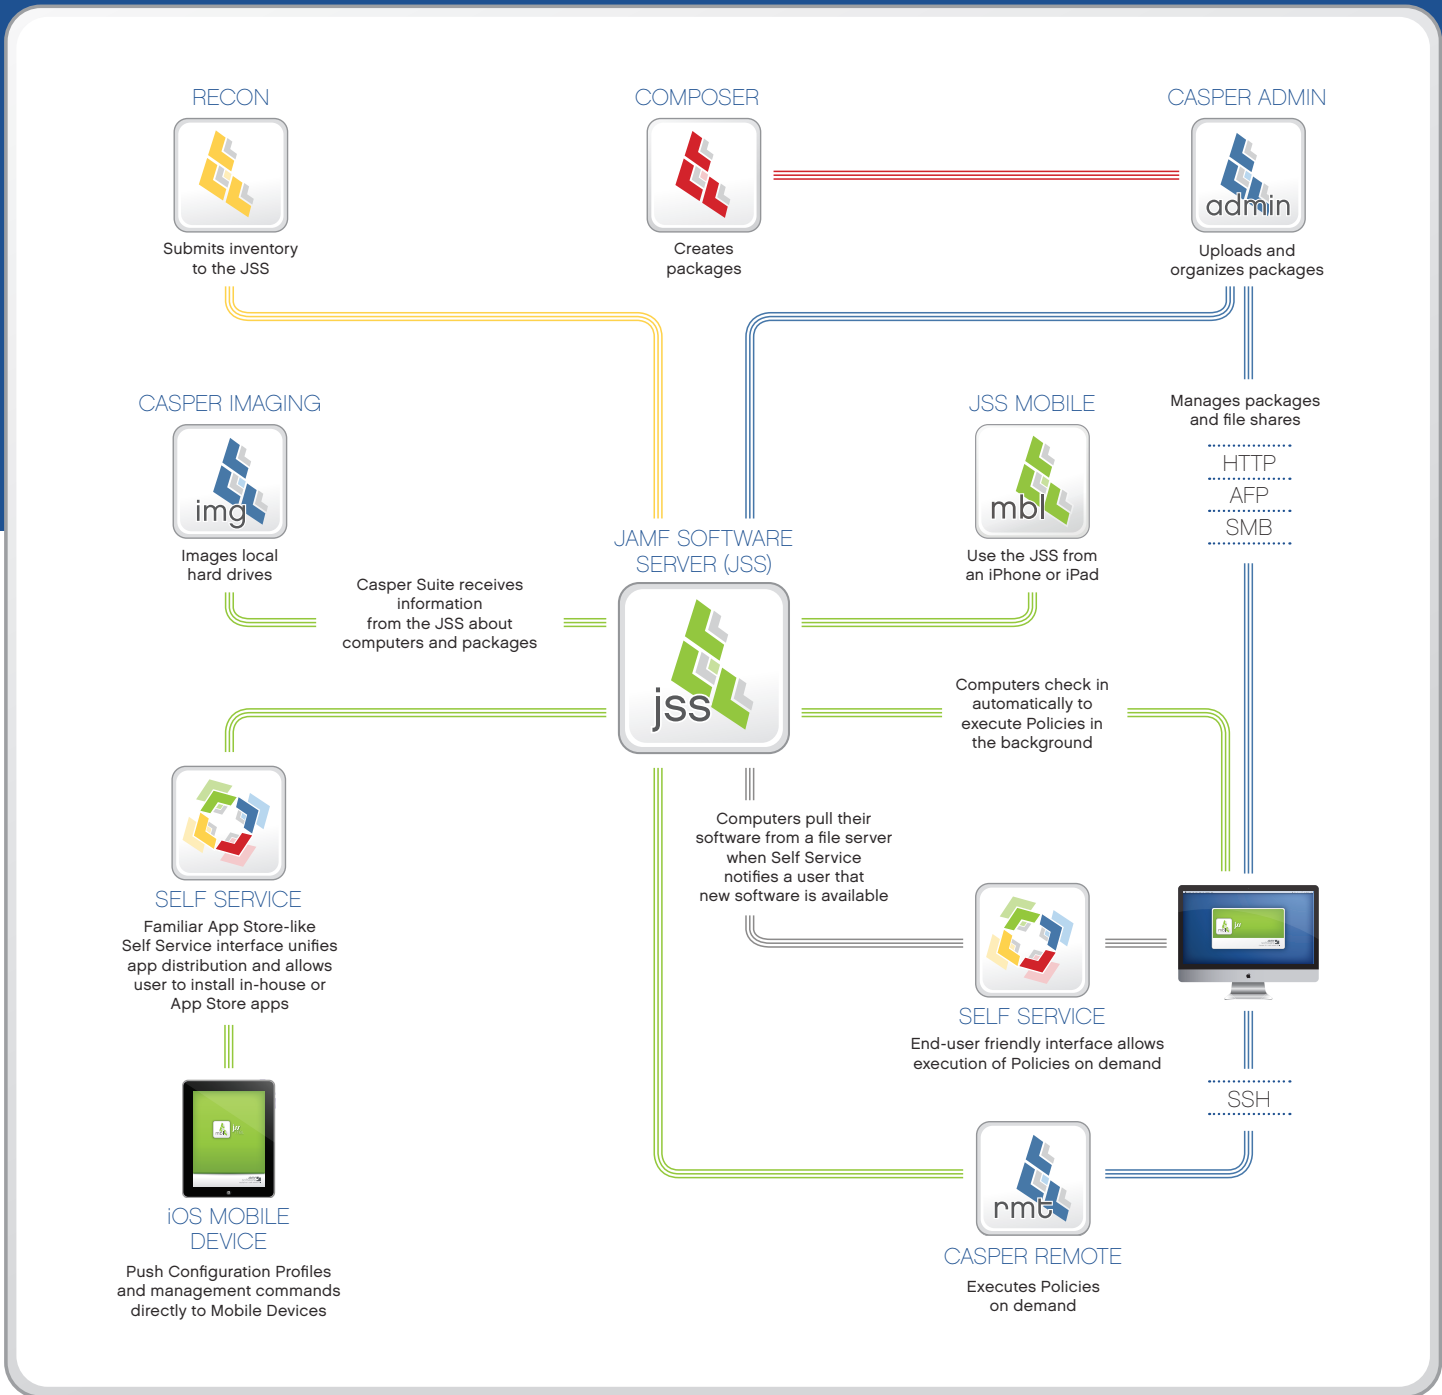 RECON
Submits inventory
to the JSS
COMPOSER
Creates
packages
CASPER ADMIN
admin
Uploads and
organizes packages
CASPER IMAGING
img
Images local
hard drives
Casper Suite receives
information
from the JSS about
computers and packages
JAMF SOFTWARE
SERVER (JSS)
jss
JSS MOBILE
mbl
Use the JSS from
an iPhone or iPad
Manages packages
and file shares
HTTP
AFP
SMB
Computers check in
automatically to
execute Policies in
the background
Computers pull their
software from a file server
when Self Service
notifies a user that
new software is available
SELF SERVICE
Familiar App Store-like
Self Service interface unifies
app distribution and allows
user to install in-house or
App Store apps
SELF SERVICE
End-user friendly interface allows
execution of Policies on demand
SSH
iOS MOBILE
DEVICE
Push Configuration Profiles
and management commands
directly to Mobile Devices
rmt
CASPER REMOTE
Executes Policies
on demand